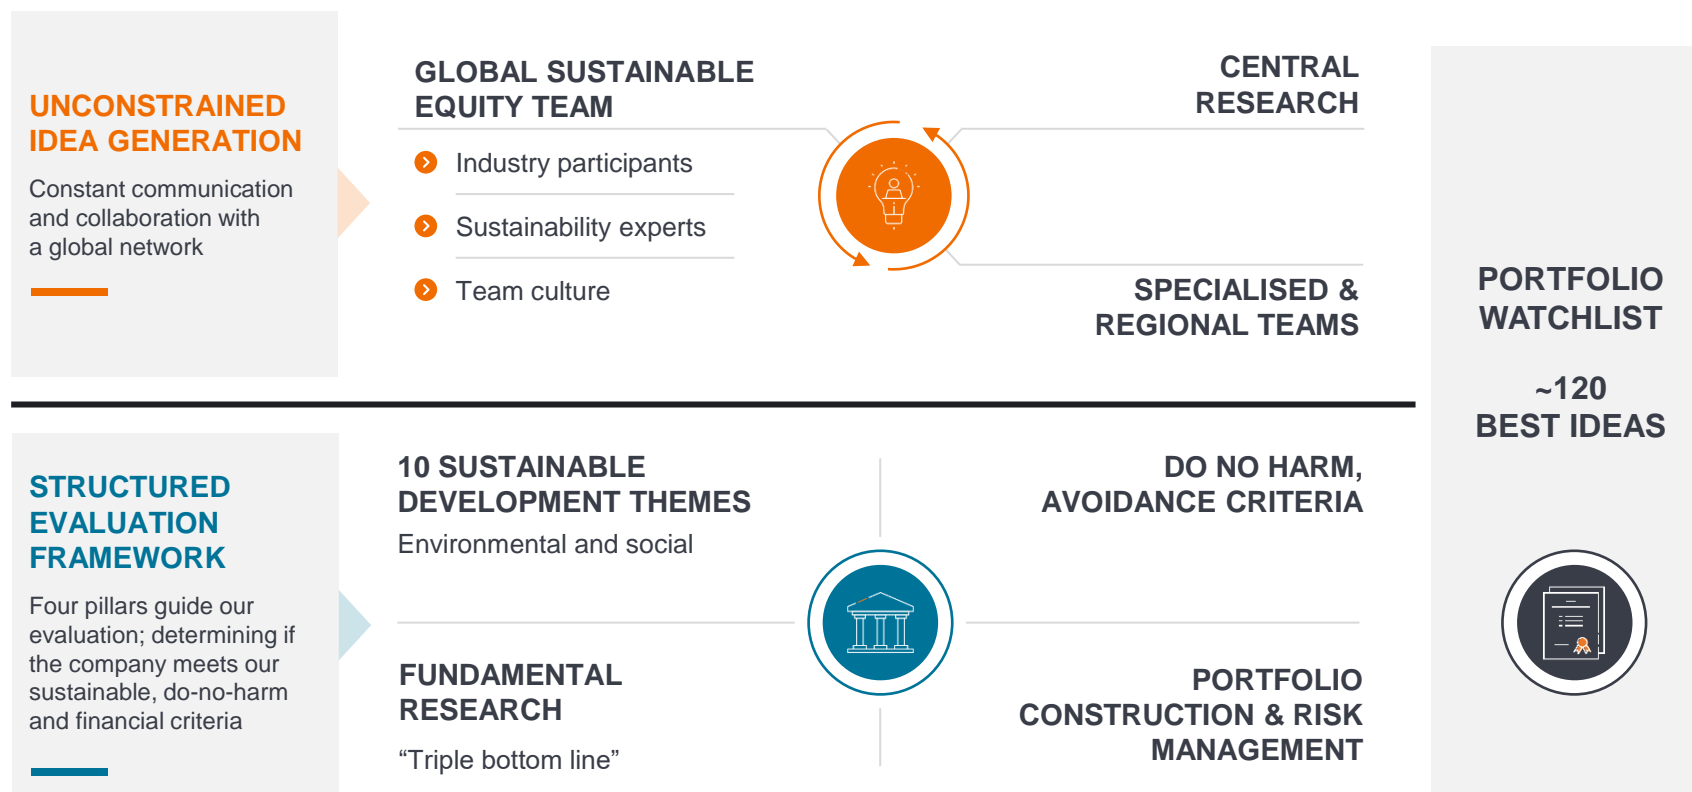 UNCONSTRAINED
IDEA GENERATION
Constant communication
and collaboration with
a global network
GLOBAL SUSTAINABLE
EQUITY TEAM
Industry participants
Sustainability experts
Team culture
CENTRAL
RESEARCH
SPECIALISED &
REGIONAL TEAMS
STRUCTURED
EVALUATION
FRAMEWORK
Four pillars guide our
evaluation; determining if
the company meets our
sustainable, do-no-harm
and financial criteria
10 SUSTAINABLE
DEVELOPMENT THEMES
Environmental and social
DO NO HARM,
AVOIDANCE CRITERIA
FUNDAMENTAL
RESEARCH
“Triple bottom line”
PORTFOLIO
CONSTRUCTION & RISK
MANAGEMENT
PORTFOLIO
WATCHLIST
~120
BEST IDEAS